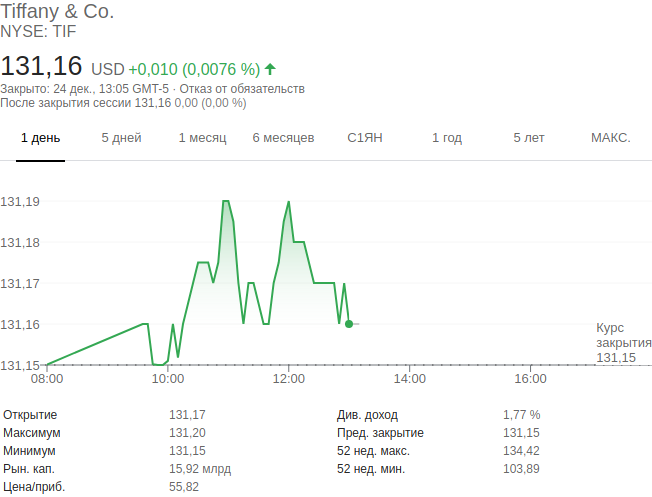 Tiffany & Co.
NYSE: TIF
131,16 USD +0,010 (0,0076 %)
Закрыто: 24 дек., 13:05 GMT-5 · Отказ от обязательств
После закрытия сессии 131,16 0,00 (0,00 %)
1 день 5 дней 1 месяц 6 месяцев С1ЯН 1 год 5 лет МАКС.
131,19
131,18
131,17
131,16
Курс
закрытия
131,15
131,15
08:00 10:00 12:00 14:00 16:00
Открытие 131,17 Див. доход 1,77 %
Максимум 131,20 Пред. закрытие 131,15
Минимум 131,15 52 нед. макс. 134,42
Рын. кап. 15,92 млрд 52 нед. мин. 103,89
Цена/приб. 55,82